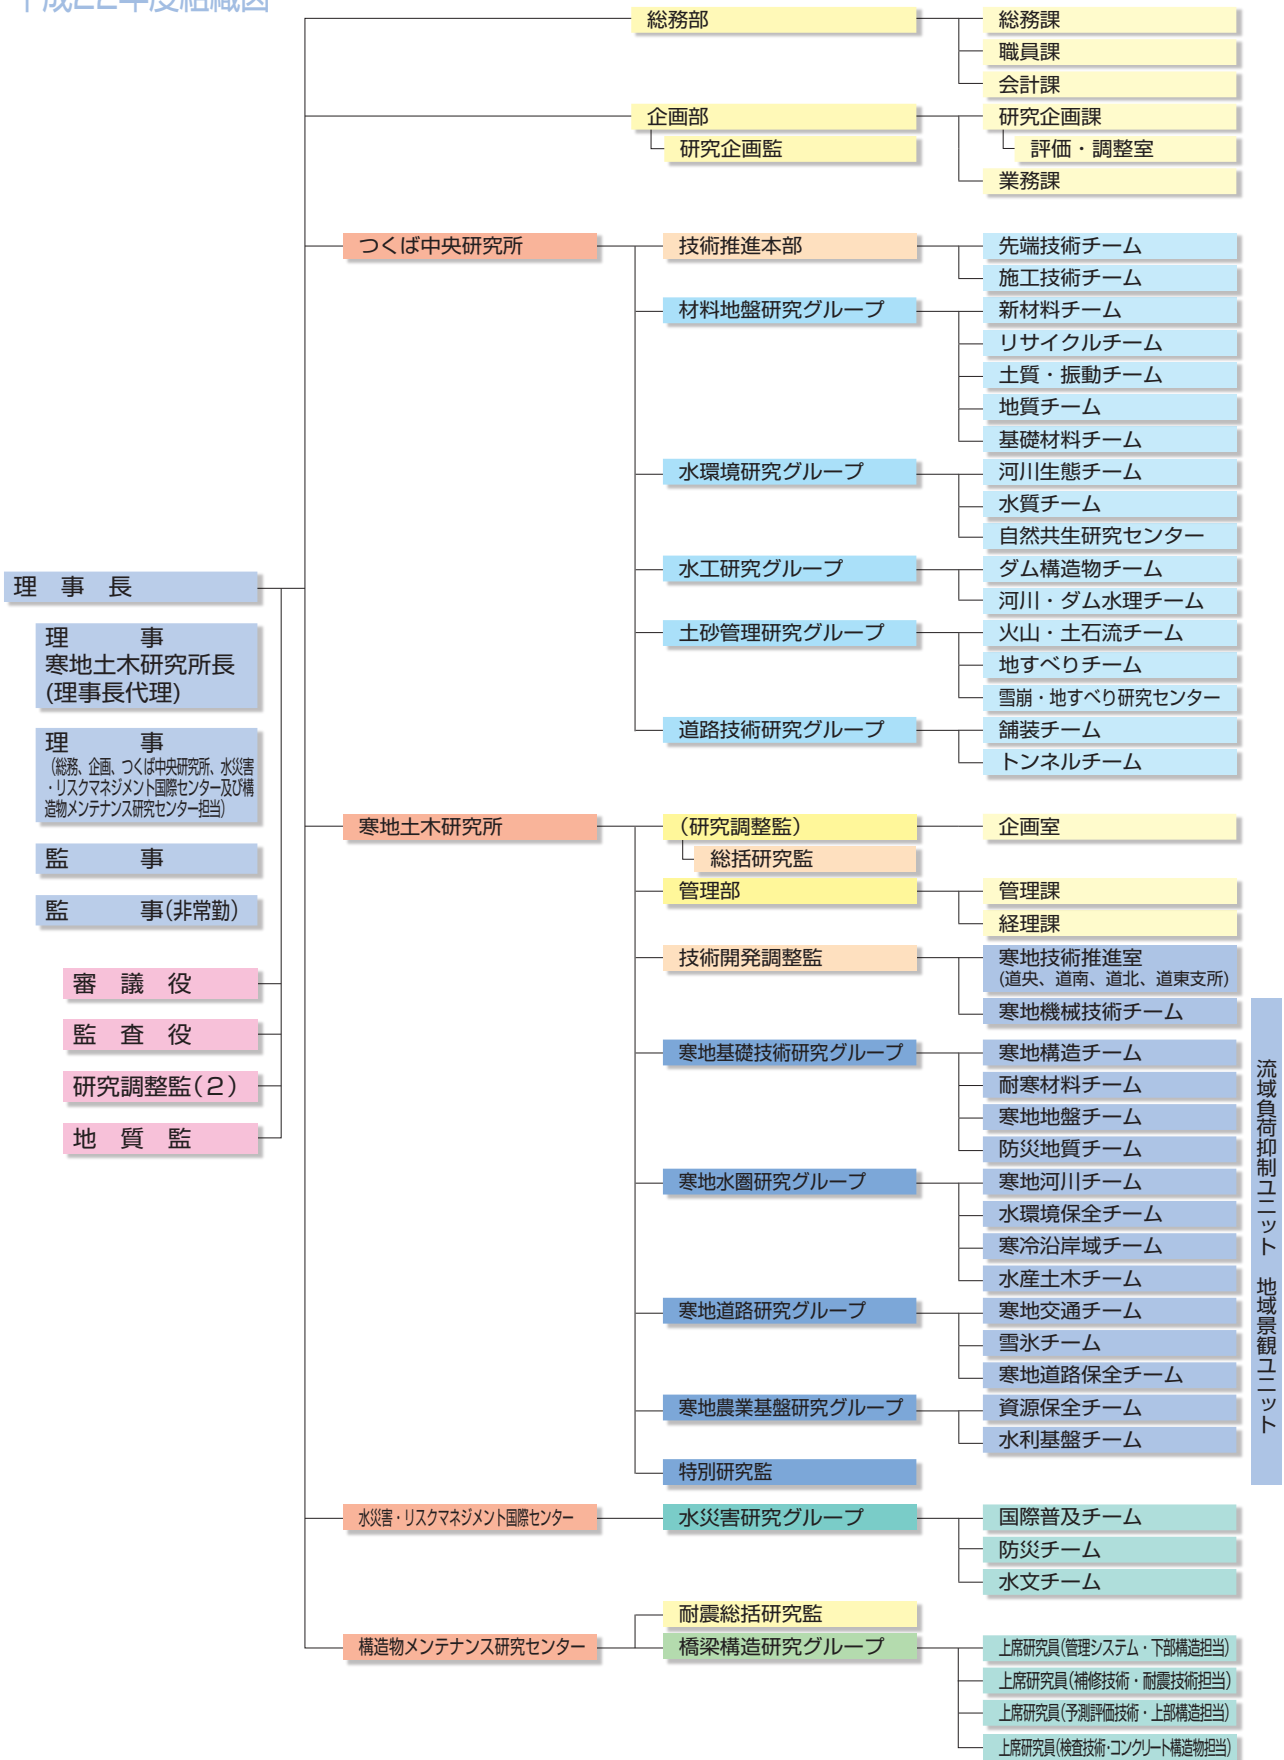 平成22年度組織図
総務部
総務課
職員課
会計課
企画部
研究企画監
研究企画課
評価・調整室
業務課
つくば中央研究所
技術推進本部
先端技術チーム
施工技術チーム
材料地盤研究グループ
新材料チーム
リサイクルチーム
土質・振動チーム
地質チーム
基礎材料チーム
水環境研究グループ
河川生態チーム
水質チーム
自然共生研究センター
水工研究グループ
ダム構造物チーム
河川・ダム水理チーム
土砂管理研究グループ
火山・土石流チーム
地すべりチーム
雪崩・地すべり研究センター
道路技術研究グループ
舗装チーム
トンネルチーム
理 事 長
理 事
寒地土木研究所長
(理事長代理)
理 事
(総務、企画、つくば中央研究所、水災害
・リスクマネジメント国際センター及び構
造物メンテナンス研究センター担当)
監 事
監 事(非常勤)
審 議 役
監 査 役
研究調整監(2)
地 質 監
寒地土木研究所
(研究調整監)
総括研究監
企画室
管理部
管理課
経理課
技術開発調整監
寒地技術推進室
(道央、道南、道北、道東支所)
寒地機械技術チーム
寒地基礎技術研究グループ
寒地構造チーム
耐寒材料チーム
寒地地盤チーム
防災地質チーム
寒地水圏研究グループ
寒地河川チーム
水環境保全チーム
寒冷沿岸域チーム
水産土木チーム
寒地道路研究グループ
寒地交通チーム
雪氷チーム
寒地道路保全チーム
寒地農業基盤研究グループ
資源保全チーム
水利基盤チーム
特別研究監
流域負荷抑制ユニット 地域景観ユニット
水災害・リスクマネジメント国際センター
水災害研究グループ
国際普及チーム
防災チーム
水文チーム
構造物メンテナンス研究センター
耐震総括研究監
橋梁構造研究グループ
上席研究員(管理システム・下部構造担当)
上席研究員(補修技術・耐震技術担当)
上席研究員(予測評価技術・上部構造担当)
上席研究員(検査技術・コンクリート構造物担当)